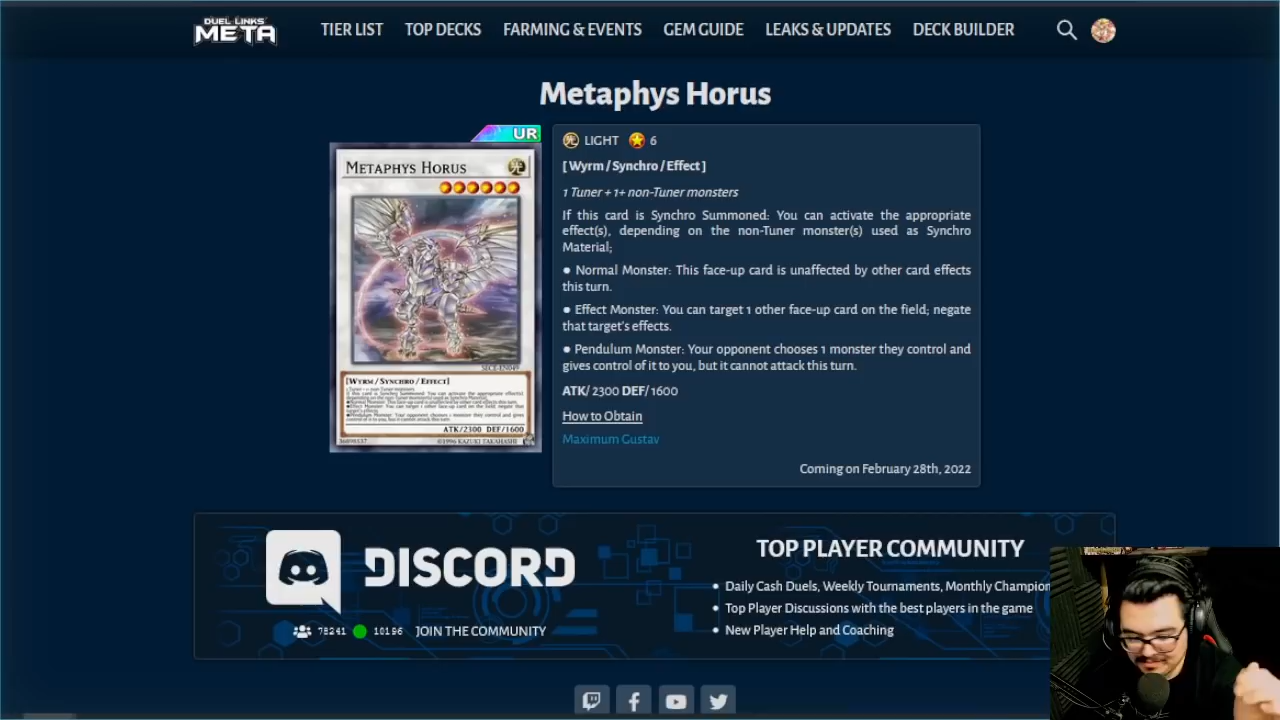 DUEL LINKS
META
TIER LIST
TOP DECKS
FARMING & EVENTS
GEM GUIDE
LEAKS & UPDATES
DECK BUILDER
Metaphys Horus
UR
METAPHYS HORUS
LIGHT 6
[ Wyrm / Synchro / Effect ]
1 Tuner + 1+ non-Tuner monsters
If this card is Synchro Summoned: You can activate the appropriate
effect(s), depending on the non-Tuner monster(s) used as Synchro
Material;
● Normal Monster: This face-up card is unaffected by other card effects
this turn.
● Effect Monster: You can target 1 other face-up card on the field; negate
that target's effects.
● Pendulum Monster: Your opponent chooses 1 monster they control and
gives control of it to you, but it cannot attack this turn.
ATK/ 2300 DEF/ 1600
How to Obtain
Maximum Gustav
Coming on February 28th, 2022
SECE-EN049
[WYRM / SYNCHRO / EFFECT]
ATK/2300 DEF/1600
©1996 KAZUKI TAKAHASHI
DISCORD
78241 10196 JOIN THE COMMUNITY
TOP PLAYER COMMUNITY
• Daily Cash Duels, Weekly Tournaments, Monthly Champion
• Top Player Discussions with the best players in the game
• New Player Help and Coaching